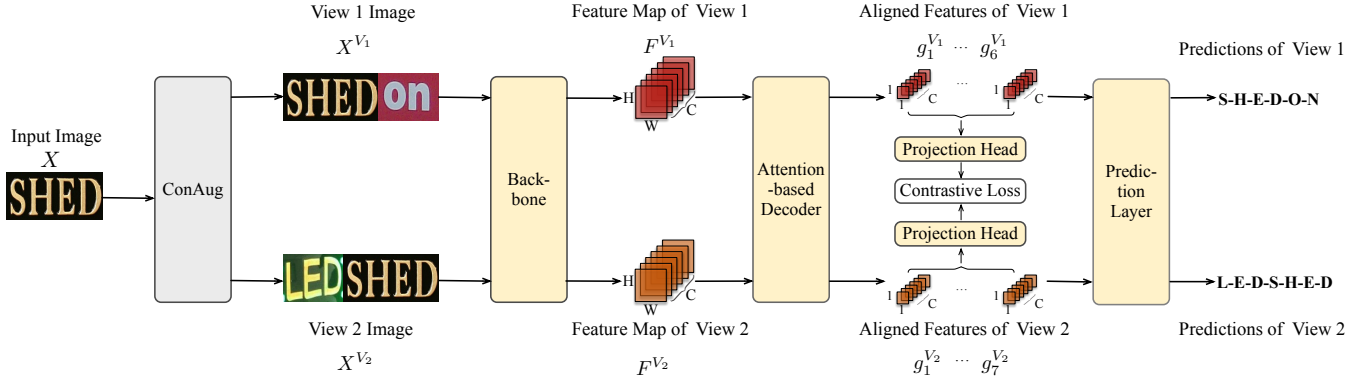 View 1 Image
X^{V_1}
Feature Map of View 1
F^{V_1}
Aligned Features of View 1
g_1^{V_1} ··· g_6^{V_1}
Predictions of View 1
SHED on
H
W
C
1
1
C
...
1
1
C
S-H-E-D-O-N
Input Image
X
SHED
ConAug
Back-
bone
Attention
-based
Decoder
Projection Head
Contrastive Loss
Projection Head
Predic-
tion
Layer
LED SHED
H
W
C
1
1
C
...
1
1
C
L-E-D-S-H-E-D
View 2 Image
X^{V_2}
Feature Map of View 2
F^{V_2}
Aligned Features of View 2
g_1^{V_2} ··· g_7^{V_2}
Predictions of View 2